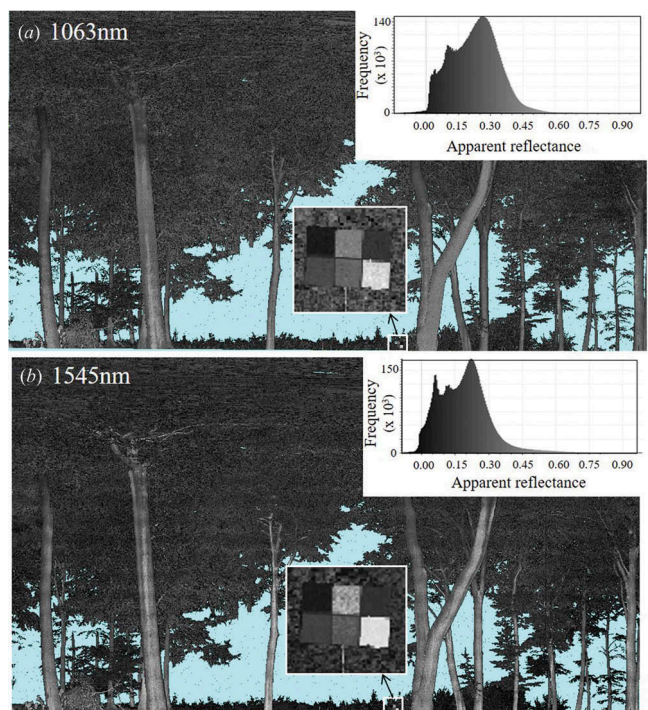 (a) 1063nm
140
Frequency
(x 10³)
0
0.00 0.15 0.30 0.45 0.60 0.75 0.90
Apparent reflectance
(b) 1545nm
150
Frequency
(x 10³)
0
0.00 0.15 0.30 0.45 0.60 0.75 0.90
Apparent reflectance